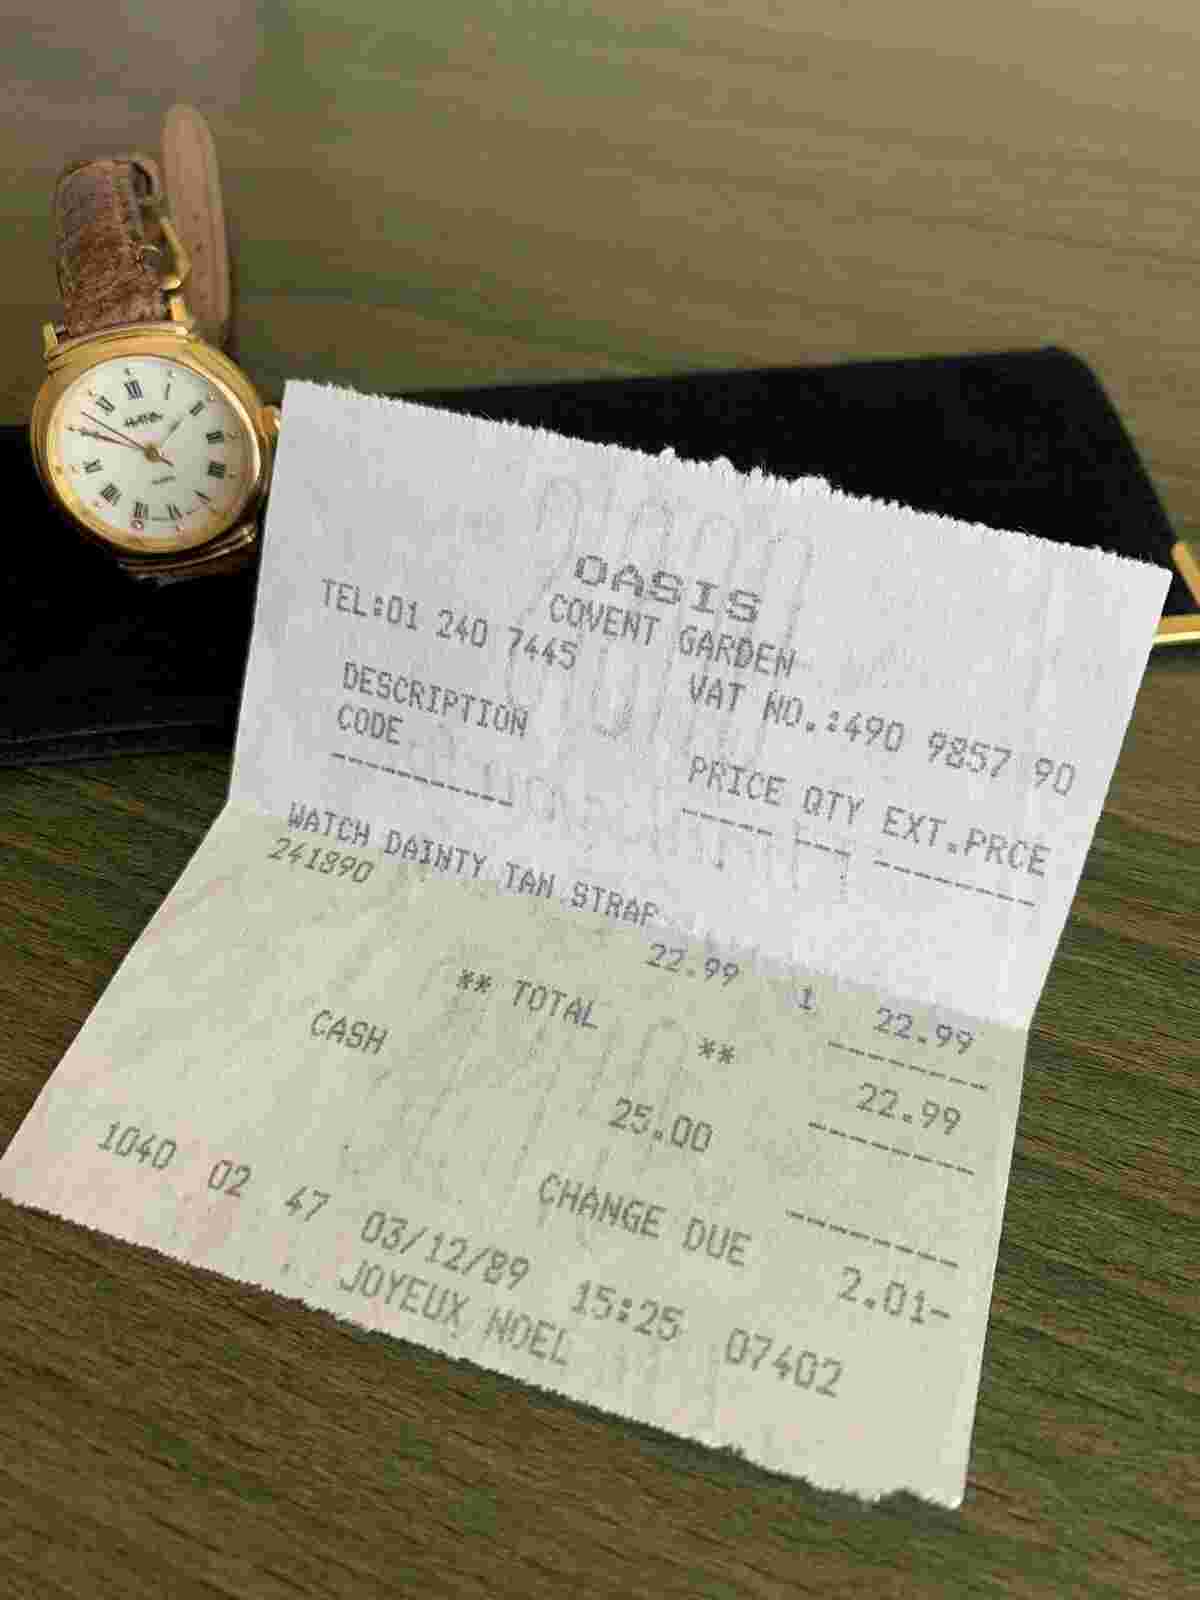 OASIS
COVENT GARDEN
TEL:01 240 7445 VAT NO.:490 9857 90
DESCRIPTION
CODE PRICE QTY EXT.PRCE
WATCH DAINTY TAN STRAP
241890 22.99 1 22.99
** TOTAL ** 22.99
CASH 25.00
CHANGE DUE 2.01-
1040 02 47 03/12/89 15:25 07402
JOYEUX NOEL